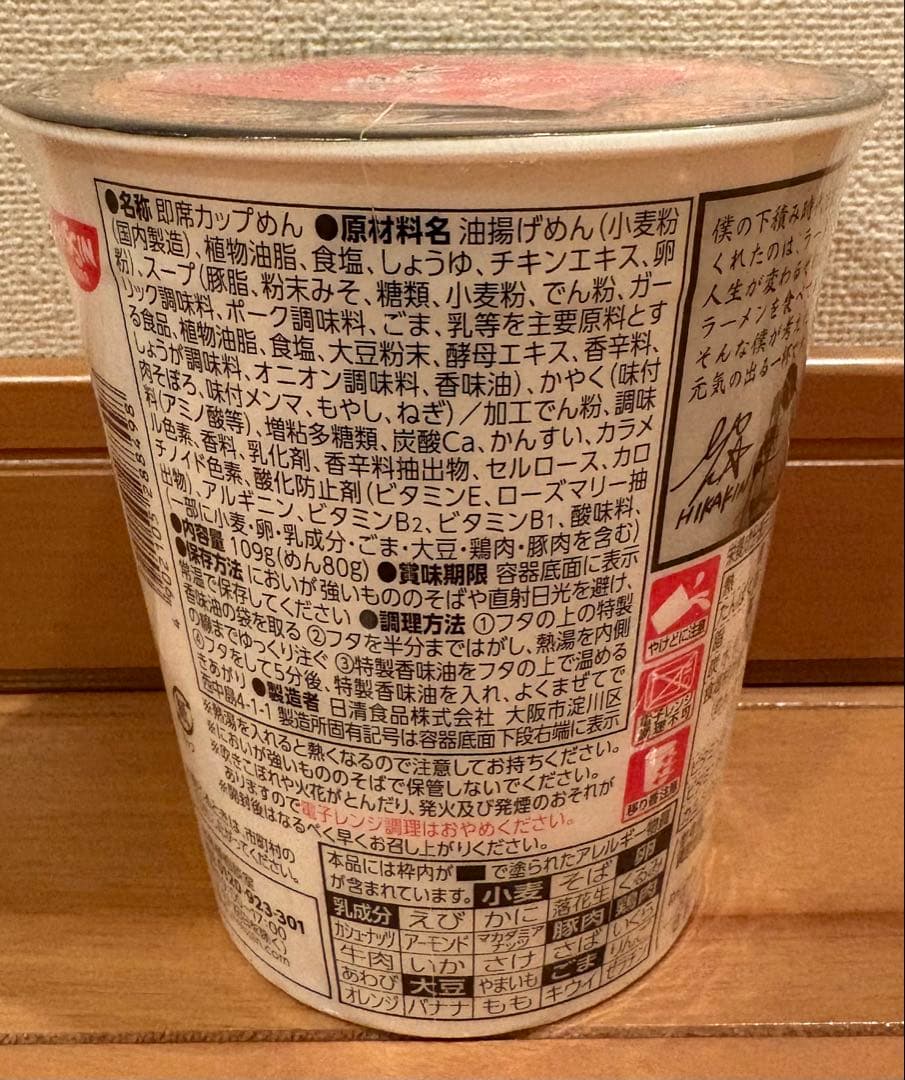 ●名称 即席カップめん ●原材料名 油揚げめん(小麦粉
(国内製造)、植物油脂、食塩、しょうゆ、チキンエキス、卵
粉)、スープ(豚脂、粉末みそ、糖類、小麦粉、でん粉、ガー
リック調味料、ポーク調味料、ごま、乳等を主要原料とす
る食品、植物油脂、食塩、大豆粉末、酵母エキス、香辛料、
しょうが調味料、オニオン調味料、香味油)、かやく(味付
肉そぼろ、味付メンマ、もやし、ねぎ)/加工でん粉、調味
料(アミノ酸等)、増粘多糖類、炭酸Ca、かんすい、カラメ
ル色素、香料、乳化剤、香辛料抽出物、セルロース、カロ
チノイド色素、酸化防止剤(ビタミンE、ローズマリー抽
出物)、アルギニン、ビタミンB2、ビタミンB1、酸味料、
(一部に小麦・卵・乳成分・ごま・大豆・鶏肉・豚肉を含む)
●内容量 109g(めん80g) ●賞味期限 容器底面に表示
●保存方法 においが強いもののそばや直射日光を避け、
常温で保存してください ●調理方法 ①フタの上の特製
香味油の袋を取る ②フタを半分まではがし、熱湯を内側
の線までゆっくり注ぐ ③特製香味油をフタの上で温める
④フタをして5分後、特製香味油を入れ、よくまぜてで
きあがり ●製造者 日清食品株式会社 大阪市淀川区
西中島4-1-1 製造所固有記号は容器底面下段右端に表示
※熱湯を入れると熱くなるので注意してお持ちください。
※においが強いもののそばで保管しないでください。
※吹きこぼれや火花がとんだり、発火及び発煙のおそれが
ありますので電子レンジ調理はおやめください。
※開封後はなるべく早くお召し上がりください。
本品には枠内が■で塗られたアレルギー物質
が含まれています。 小麦 そば 卵
乳成分 えび かに 落花生 くるみ
カシューナッツ アーモンド マカダミアナッツ 豚肉 鶏肉
牛肉 いか さけ さば いくら
あわび 大豆 やまいも ごま りんご
オレンジ バナナ もも キウイ ゼラチン
僕の下積み時
くれたのは、ラー
人生が変わる
ラーメンを食べ
そんな僕が考え
元気の出る一杯で
HIKAKIN
やけどに注意
電子レンジ
調理不可
移り香注意
市町村の
ください。
923-301